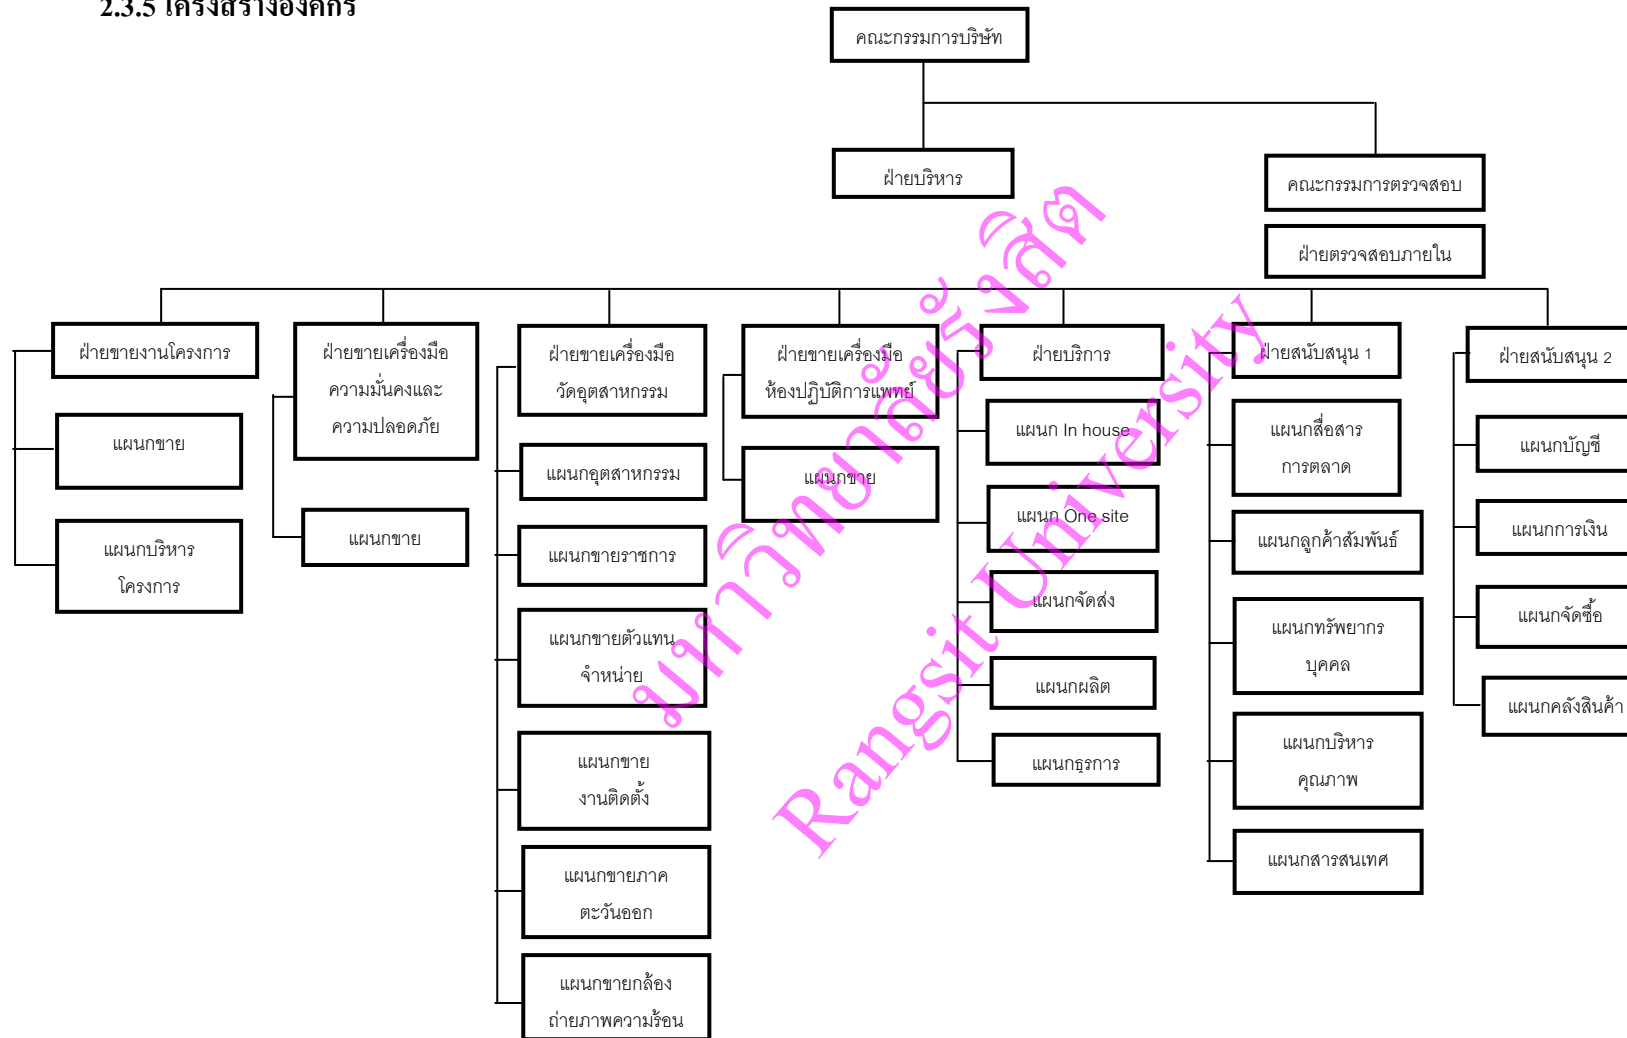 2.3.5 โครงสร้างองค์กร
คณะกรรมการบริษัท
ฝ่ายบริหาร
คณะกรรมการตรวจสอบ
ฝ่ายตรวจสอบภายใน
ฝ่ายขายงานโครงการ
แผนกขาย
แผนกบริหาร
โครงการ
ฝ่ายขายเครื่องมือ
ความมั่นคงและ
ความปลอดภัย
แผนกขาย
ฝ่ายขายเครื่องมือ
วัดอุตสาหกรรม
แผนกอุตสาหกรรม
แผนกขายราชการ
แผนกขายตัวแทน
จำหน่าย
แผนกขาย
งานติดตั้ง
แผนกขายภาค
ตะวันออก
แผนกขายกล้อง
ถ่ายภาพความร้อน
ฝ่ายขายเครื่องมือ
ห้องปฏิบัติการแพทย์
แผนกขาย
ฝ่ายบริการ
แผนก In house
แผนก One site
แผนกจัดส่ง
แผนกผลิต
แผนกธุรการ
ฝ่ายสนับสนุน 1
แผนกสื่อสาร
การตลาด
แผนกลูกค้าสัมพันธ์
แผนกทรัพยากร
บุคคล
แผนกบริหาร
คุณภาพ
แผนกสารสนเทศ
ฝ่ายสนับสนุน 2
แผนกบัญชี
แผนกการเงิน
แผนกจัดซื้อ
แผนกคลังสินค้า
มหาวิทยาลัยรังสิต
Rangsit University